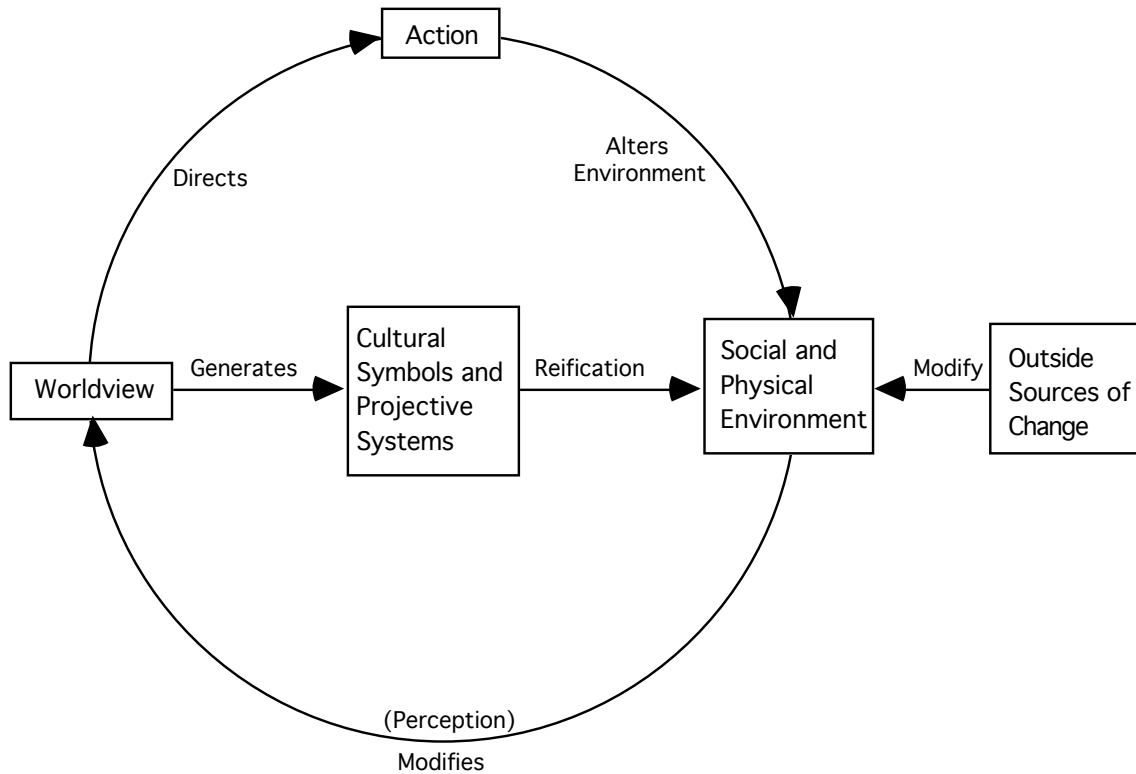 Action
Alters
Environment
Directs
Cultural
Symbols and
Projective
Systems
Social and
Physical
Environment
Outside
Sources of
Change
Worldview
Generates
Reification
Modify
(Perception)
Modifies